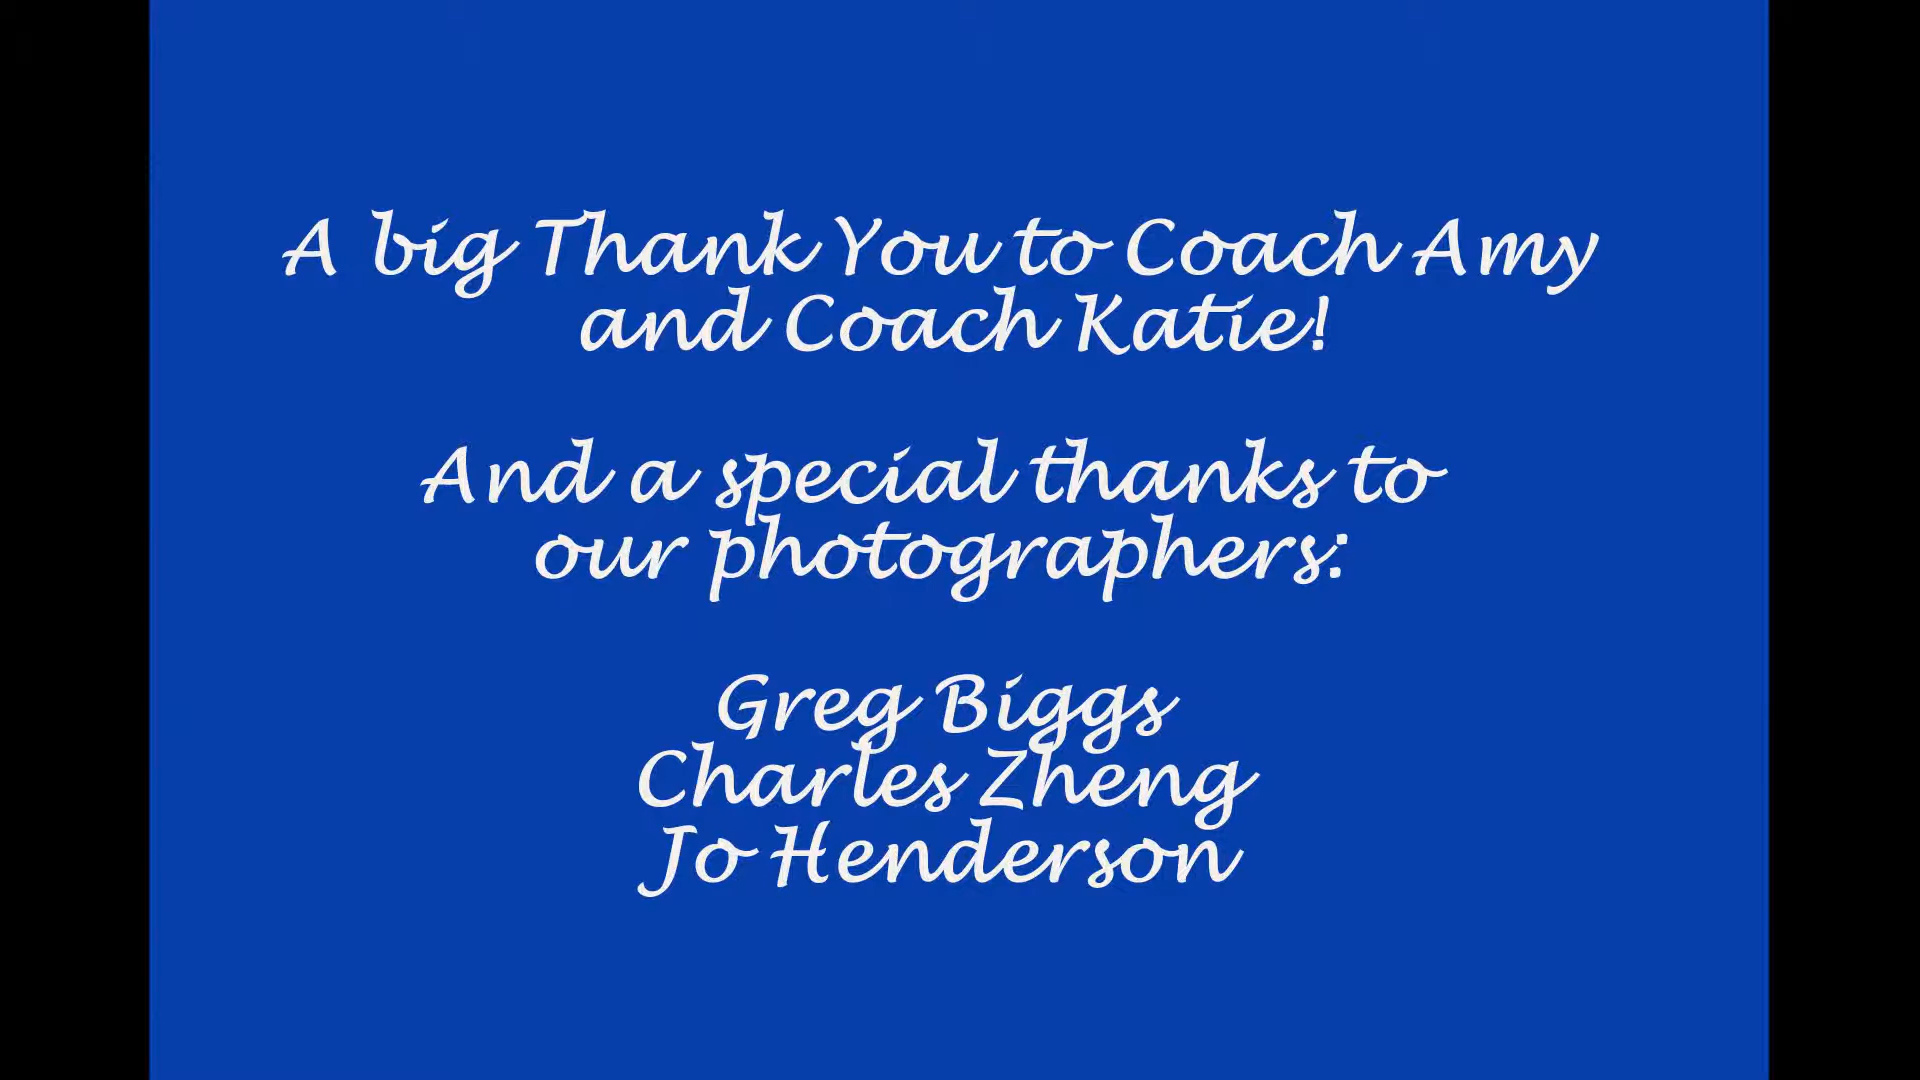 A big Thank You to Coach Amy
and Coach Katie!
And a special thanks to
our photographers:
Greg Biggs
Charles Zheng
Jo Henderson